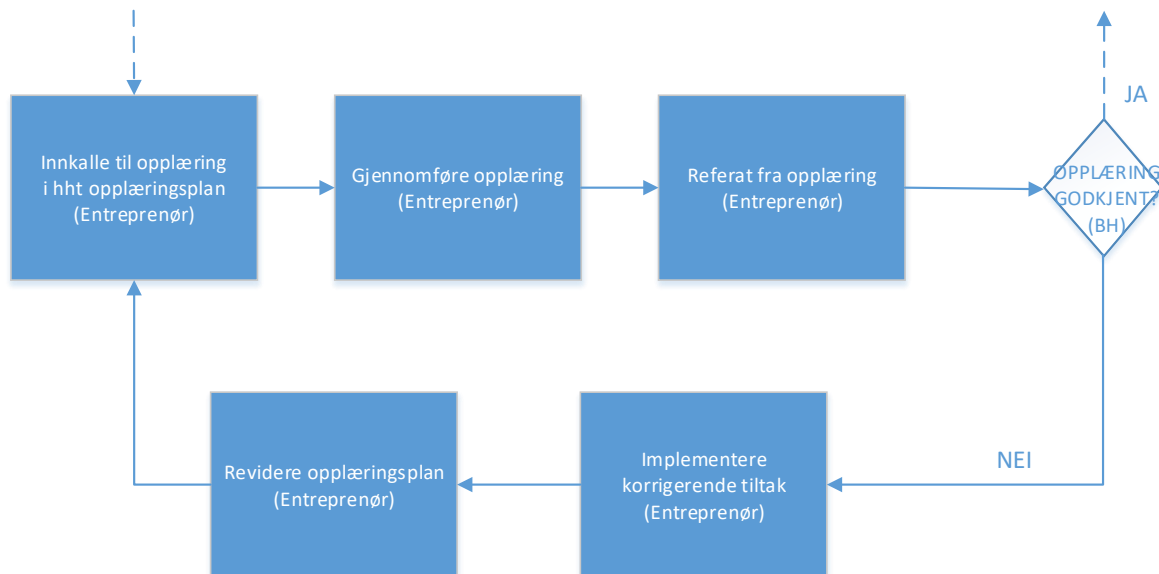 JA
Innkalle til opplæring
i hht opplæringsplan
(Entreprenør)
Gjennomføre opplæring
(Entreprenør)
Referat fra opplæring
(Entreprenør)
OPPLÆRING
GODKJENT?
(BH)
NEI
Implementere
korrigerende tiltak
(Entreprenør)
Revidere opplæringsplan
(Entreprenør)